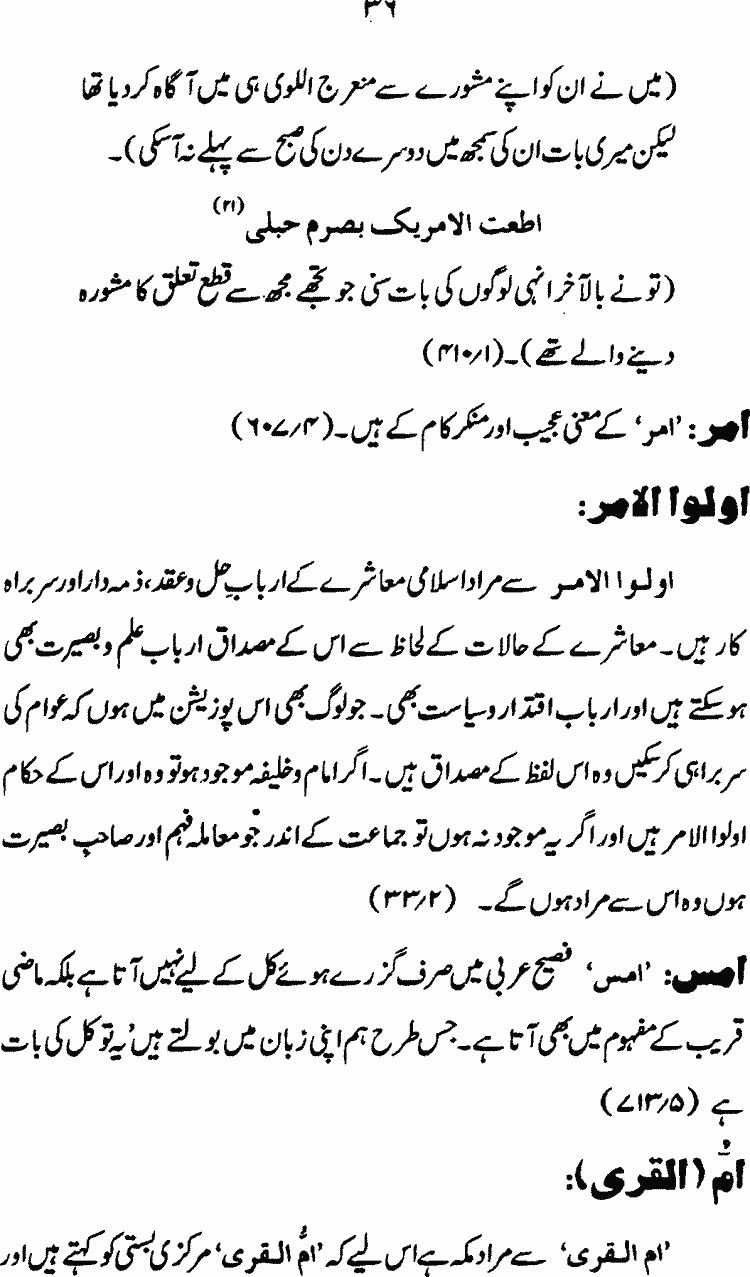 ۳۶
(میں نے ان کو اپنے مشورے سے منعرج اللوی ہی میں آگاہ کردیا تھا
لیکن میری بات ان کی سمجھ میں دوسرے دن کی صبح سے پہلے نہ آسکی)۔
اطعت الامریک بصرم حبلی (۲۱)
(تو نے بالآخر انہی لوگوں کی بات سنی جو تجھے مجھ سے قطع تعلق کا مشورہ
دینے والے تھے)۔ (۴۱۰/۱)
امر: 'امر' کے معنی عجیب اور منکر کام کے ہیں۔ (۶۰۷/۴)
اولوا الامر:
اولوا الامر سے مراد اسلامی معاشرے کے اربابِ حل و عقد، ذمہ دار اور سربراہ
کار ہیں۔ معاشرے کے حالات کے لحاظ سے اس کے مصداق ارباب علم و بصیرت بھی
ہوسکتے ہیں اور ارباب اقتدار و سیاست بھی۔ جو لوگ بھی اس پوزیشن میں ہوں کہ عوام کی
سربراہی کرسکیں وہ اس لفظ کے مصداق ہیں۔ اگر امام و خلیفہ موجود ہو تو وہ اور اس کے حکام
اولوا الامر ہیں اور اگر یہ موجود نہ ہوں تو جماعت کے اندر جو معاملہ فہم اور صاحبِ بصیرت
ہوں وہ اس سے مراد ہوں گے۔ (۳۳/۲)
امس: 'امس' فصیح عربی میں صرف گزرے ہوئے کل کے لیے نہیں آتا ہے بلکہ ماضی
قریب کے مفہوم میں بھی آتا ہے۔ جس طرح ہم اپنی زبان میں بولتے ہیں 'یہ تو کل کی بات
ہے (۷۱۳/۵)
امُّ (القری):
'ام القری' سے مراد مکہ ہے اس لیے کہ 'امُّ القری' مرکزی بستی کو کہتے ہیں اور